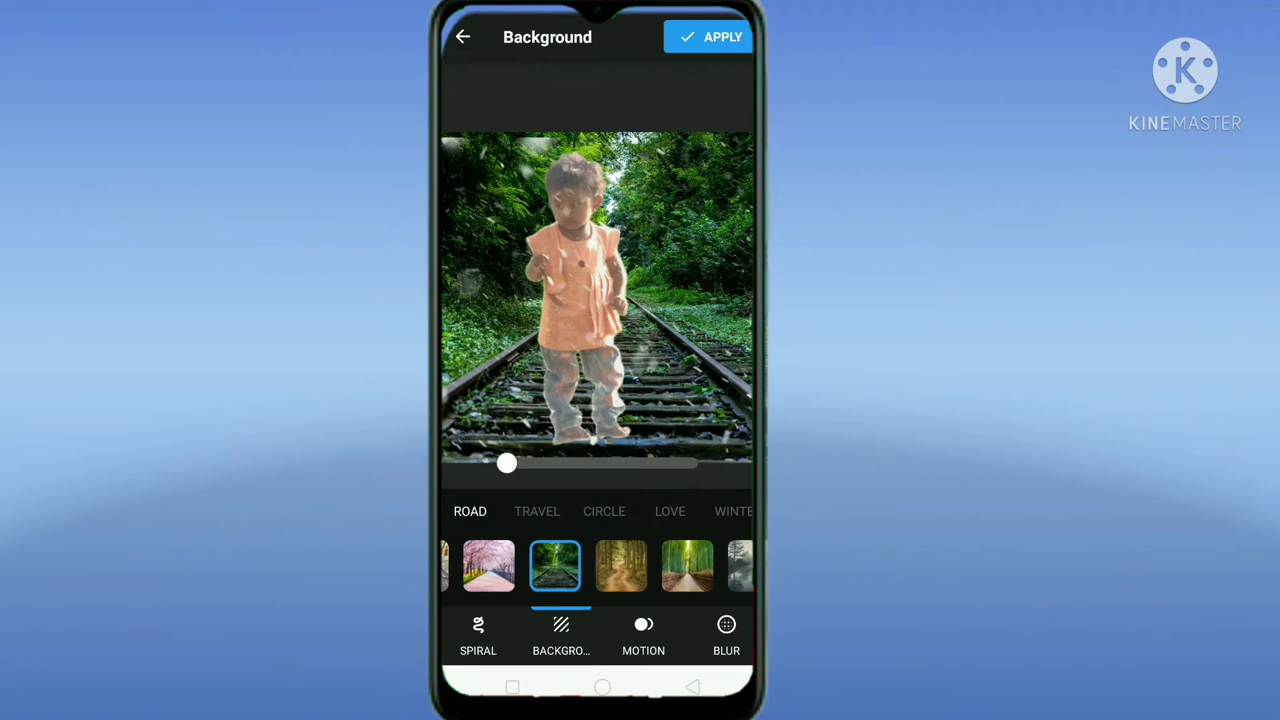 Background
APPLY
K
KINEMASTER
ROAD TRAVEL CIRCLE LOVE WINTE
SPIRAL BACKGRO... MOTION BLUR